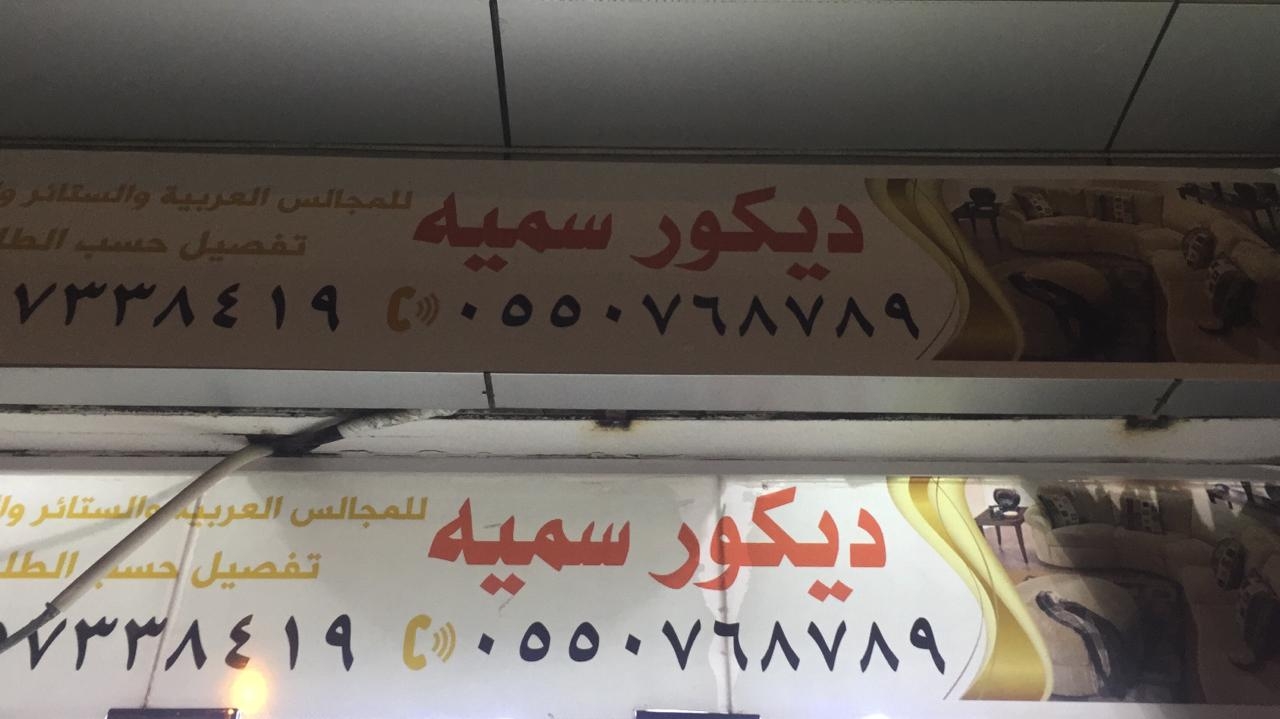 ديكور سميه
للمجالس العربية والستائر
تفصيل حسب
٠٥٥٠٧٦٨٧٨٩
٧٣٣٨٤١٩
ديكور سميه
للمجالس العربية والستائر
تفصيل حسب
٠٥٥٠٧٦٨٧٨٩
٧٣٣٨٤١٩